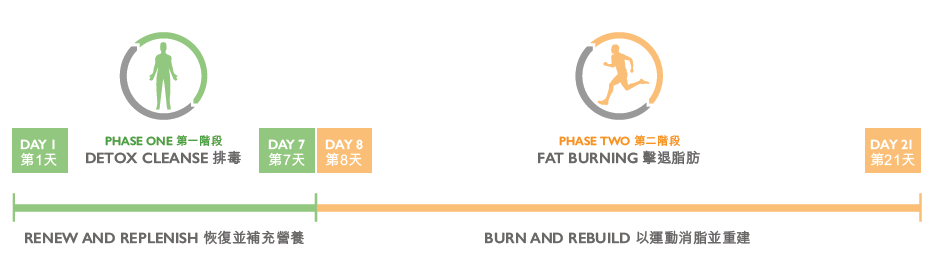 DAY 1
第1天
PHASE ONE 第一階段
DETOX CLEANSE 排毒
DAY 7
第7天
DAY 8
第8天
PHASE TWO 第二階段
FAT BURNING 擊退脂肪
DAY 21
第21天
RENEW AND REPLENISH 恢復並補充營養
BURN AND REBUILD 以運動消脂並重建